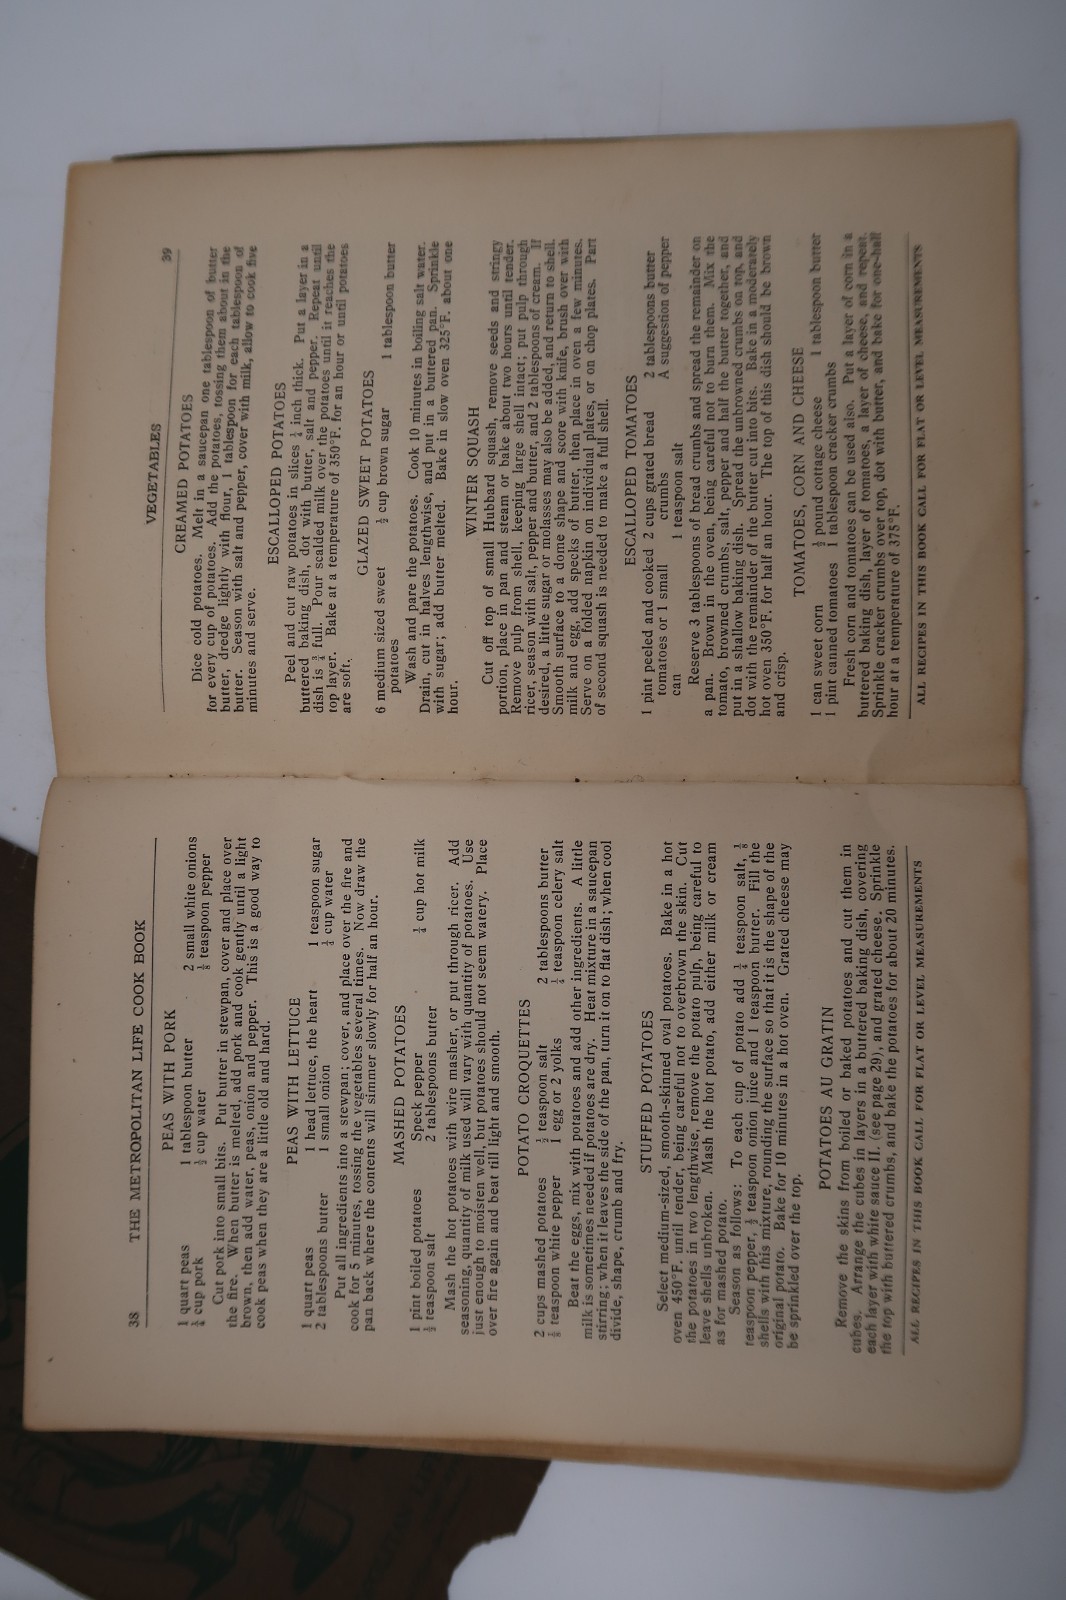 38 THE METROPOLITAN LIFE COOK BOOK
PEAS WITH PORK
1 quart peas 1 tablespoon butter 2 small white onions
¼ cup pork ½ cup water ⅛ teaspoon pepper
Cut pork into small bits. Put butter in stewpan, cover and place over
the fire. When butter is melted, add pork and cook gently until a light
brown, then add water, peas, onion and pepper. This is a good way to
cook peas when they are a little old and hard.
PEAS WITH LETTUCE
1 quart peas 1 head lettuce, the heart 1 teaspoon sugar
2 tablespoons butter 1 small onion ¼ cup water
Put all ingredients into a stewpan; cover, and place over the fire and
cook for 5 minutes, tossing the vegetables several times. Now draw the
pan back where the contents will simmer slowly for half an hour.
MASHED POTATOES
1 pint boiled potatoes Speck pepper ¼ cup hot milk
½ teaspoon salt 2 tablespoons butter
Mash the hot potatoes with wire masher, or put through ricer. Add
seasoning, quantity of milk used will vary with quantity of potatoes. Use
just enough to moisten well, but potatoes should not seem watery. Place
over fire again and beat till light and smooth.
POTATO CROQUETTES
2 cups mashed potatoes ½ teaspoon salt 2 tablespoons butter
⅛ teaspoon white pepper 1 egg or 2 yolks ¼ teaspoon celery salt
Beat the eggs, mix with potatoes and add other ingredients. A little
milk is sometimes needed if potatoes are dry. Heat mixture in a saucepan
stirring; when it leaves the side of the pan, turn it on to flat dish; when cool
divide, shape, crumb and fry.
STUFFED POTATOES
Select medium-sized, smooth-skinned oval potatoes. Bake in a hot
oven 450°F. until tender, being careful not to overbrown the skin. Cut
the potatoes in two lengthwise, remove the potato pulp, being careful to
leave shells unbroken. Mash the hot potato, add either milk or cream
as for mashed potato.
Season as follows: To each cup of potato add ¼ teaspoon salt, ⅛
teaspoon pepper, ½ teaspoon onion juice and 1 teaspoon butter. Fill the
shells with this mixture, rounding the surface so that it is the shape of the
original potato. Bake for 10 minutes in a hot oven. Grated cheese may
be sprinkled over the top.
POTATOES AU GRATIN
Remove the skins from boiled or baked potatoes and cut them in
cubes. Arrange the cubes in layers in a buttered baking dish, covering
each layer with white sauce II. (see page 29), and grated cheese. Sprinkle
the top with buttered crumbs, and bake the potatoes for about 20 minutes.
ALL RECIPES IN THIS BOOK CALL FOR FLAT OR LEVEL MEASUREMENTS
VEGETABLES 39
CREAMED POTATOES
Dice cold potatoes. Melt in a saucepan one tablespoon of butter
for every cup of potatoes. Add the potatoes, tossing them about in the
butter, dredge lightly with flour, 1 tablespoon for each tablespoon of
butter. Season with salt and pepper, cover with milk, allow to cook five
minutes and serve.
ESCALLOPED POTATOES
Peel and cut raw potatoes in slices ¼ inch thick. Put a layer in a
buttered baking dish, dot with butter, salt and pepper. Repeat until
dish is ¾ full. Pour scalded milk over the potatoes until it reaches the
top layer. Bake at a temperature of 350°F. for an hour or until potatoes
are soft.
GLAZED SWEET POTATOES
6 medium sized sweet ½ cup brown sugar 1 tablespoon butter
potatoes
Wash and pare the potatoes. Cook 10 minutes in boiling salt water.
Drain, cut in halves lengthwise, and put in a buttered pan. Sprinkle
with sugar; add butter melted. Bake in slow oven 325°F. about one
hour.
WINTER SQUASH
Cut off top of small Hubbard squash, remove seeds and stringy
portion, place in pan and steam or bake about two hours until tender.
Remove pulp from shell, keeping large shell intact; put pulp through
ricer, season with salt, pepper and butter, and 2 tablespoons of cream. If
desired, a little sugar or molasses may also be added, and return to shell.
Smooth surface to a dome shape and score with knife, brush over with
milk and egg, add specks of butter, then place in oven a few minutes.
Serve on a folded napkin on individual plates, or on chop plates. Part
of second squash is needed to make a full shell.
ESCALLOPED TOMATOES
1 pint peeled and cooked 2 cups grated bread 2 tablespoons butter
tomatoes or 1 small crumbs A suggestion of pepper
can 1 teaspoon salt
Reserve 3 tablespoons of bread crumbs and spread the remainder on
a pan. Brown in the oven, being careful not to burn them. Mix the
tomato, browned crumbs, salt, pepper and half the butter together, and
put in a shallow baking dish. Spread the unbrowned crumbs on top, and
dot with the remainder of the butter cut into bits. Bake in a moderately
hot oven 350°F. for half an hour. The top of this dish should be brown
and crisp.
TOMATOES, CORN AND CHEESE
1 can sweet corn ½ pound cottage cheese 1 tablespoon butter
1 pint canned tomatoes 1 tablespoon cracker crumbs
Fresh corn and tomatoes can be used also. Put a layer of corn in a
buttered baking dish, layer of tomatoes, a layer of cheese, and repeat.
Sprinkle cracker crumbs over top, dot with butter, and bake for one-half
hour at a temperature of 375°F.
ALL RECIPES IN THIS BOOK CALL FOR FLAT OR LEVEL MEASUREMENTS